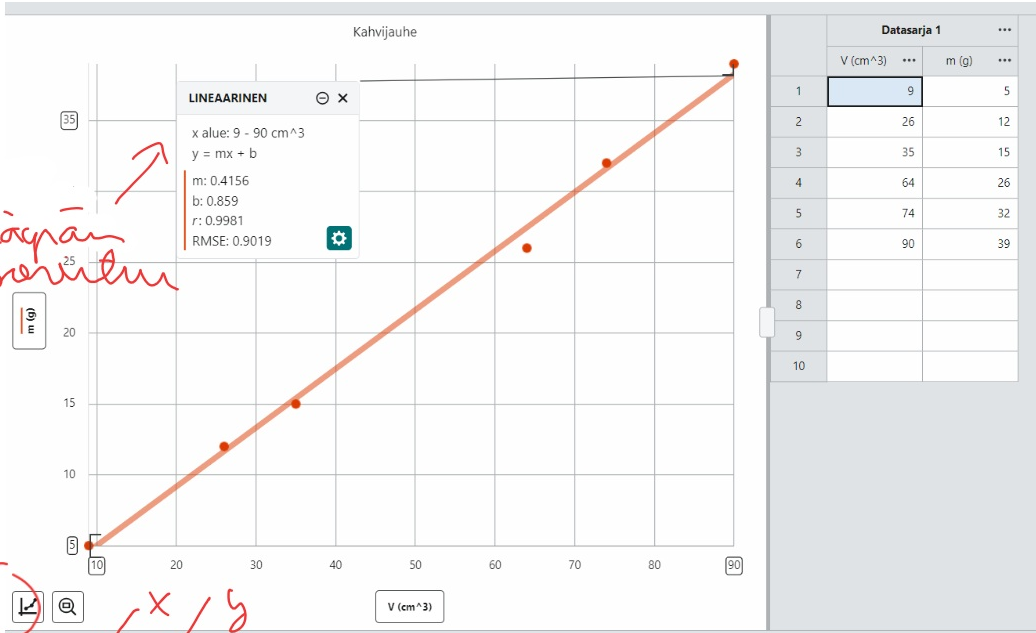 Kahvijauhe
LINEAARINEN
x alue: 9 - 90 cm^3
y = mx + b
m: 0.4156
b: 0.859
r: 0.9981
RMSE: 0.9019
35
25
20
15
10
5
m (g)
10 20 30 40 50 60 70 80 90
V (cm^3)
x / y
Datasarja 1 ...
V (cm^3) ... m (g) ...
1 9 5
2 26 12
3 35 15
4 64 26
5 74 32
6 90 39
7
8
9
10